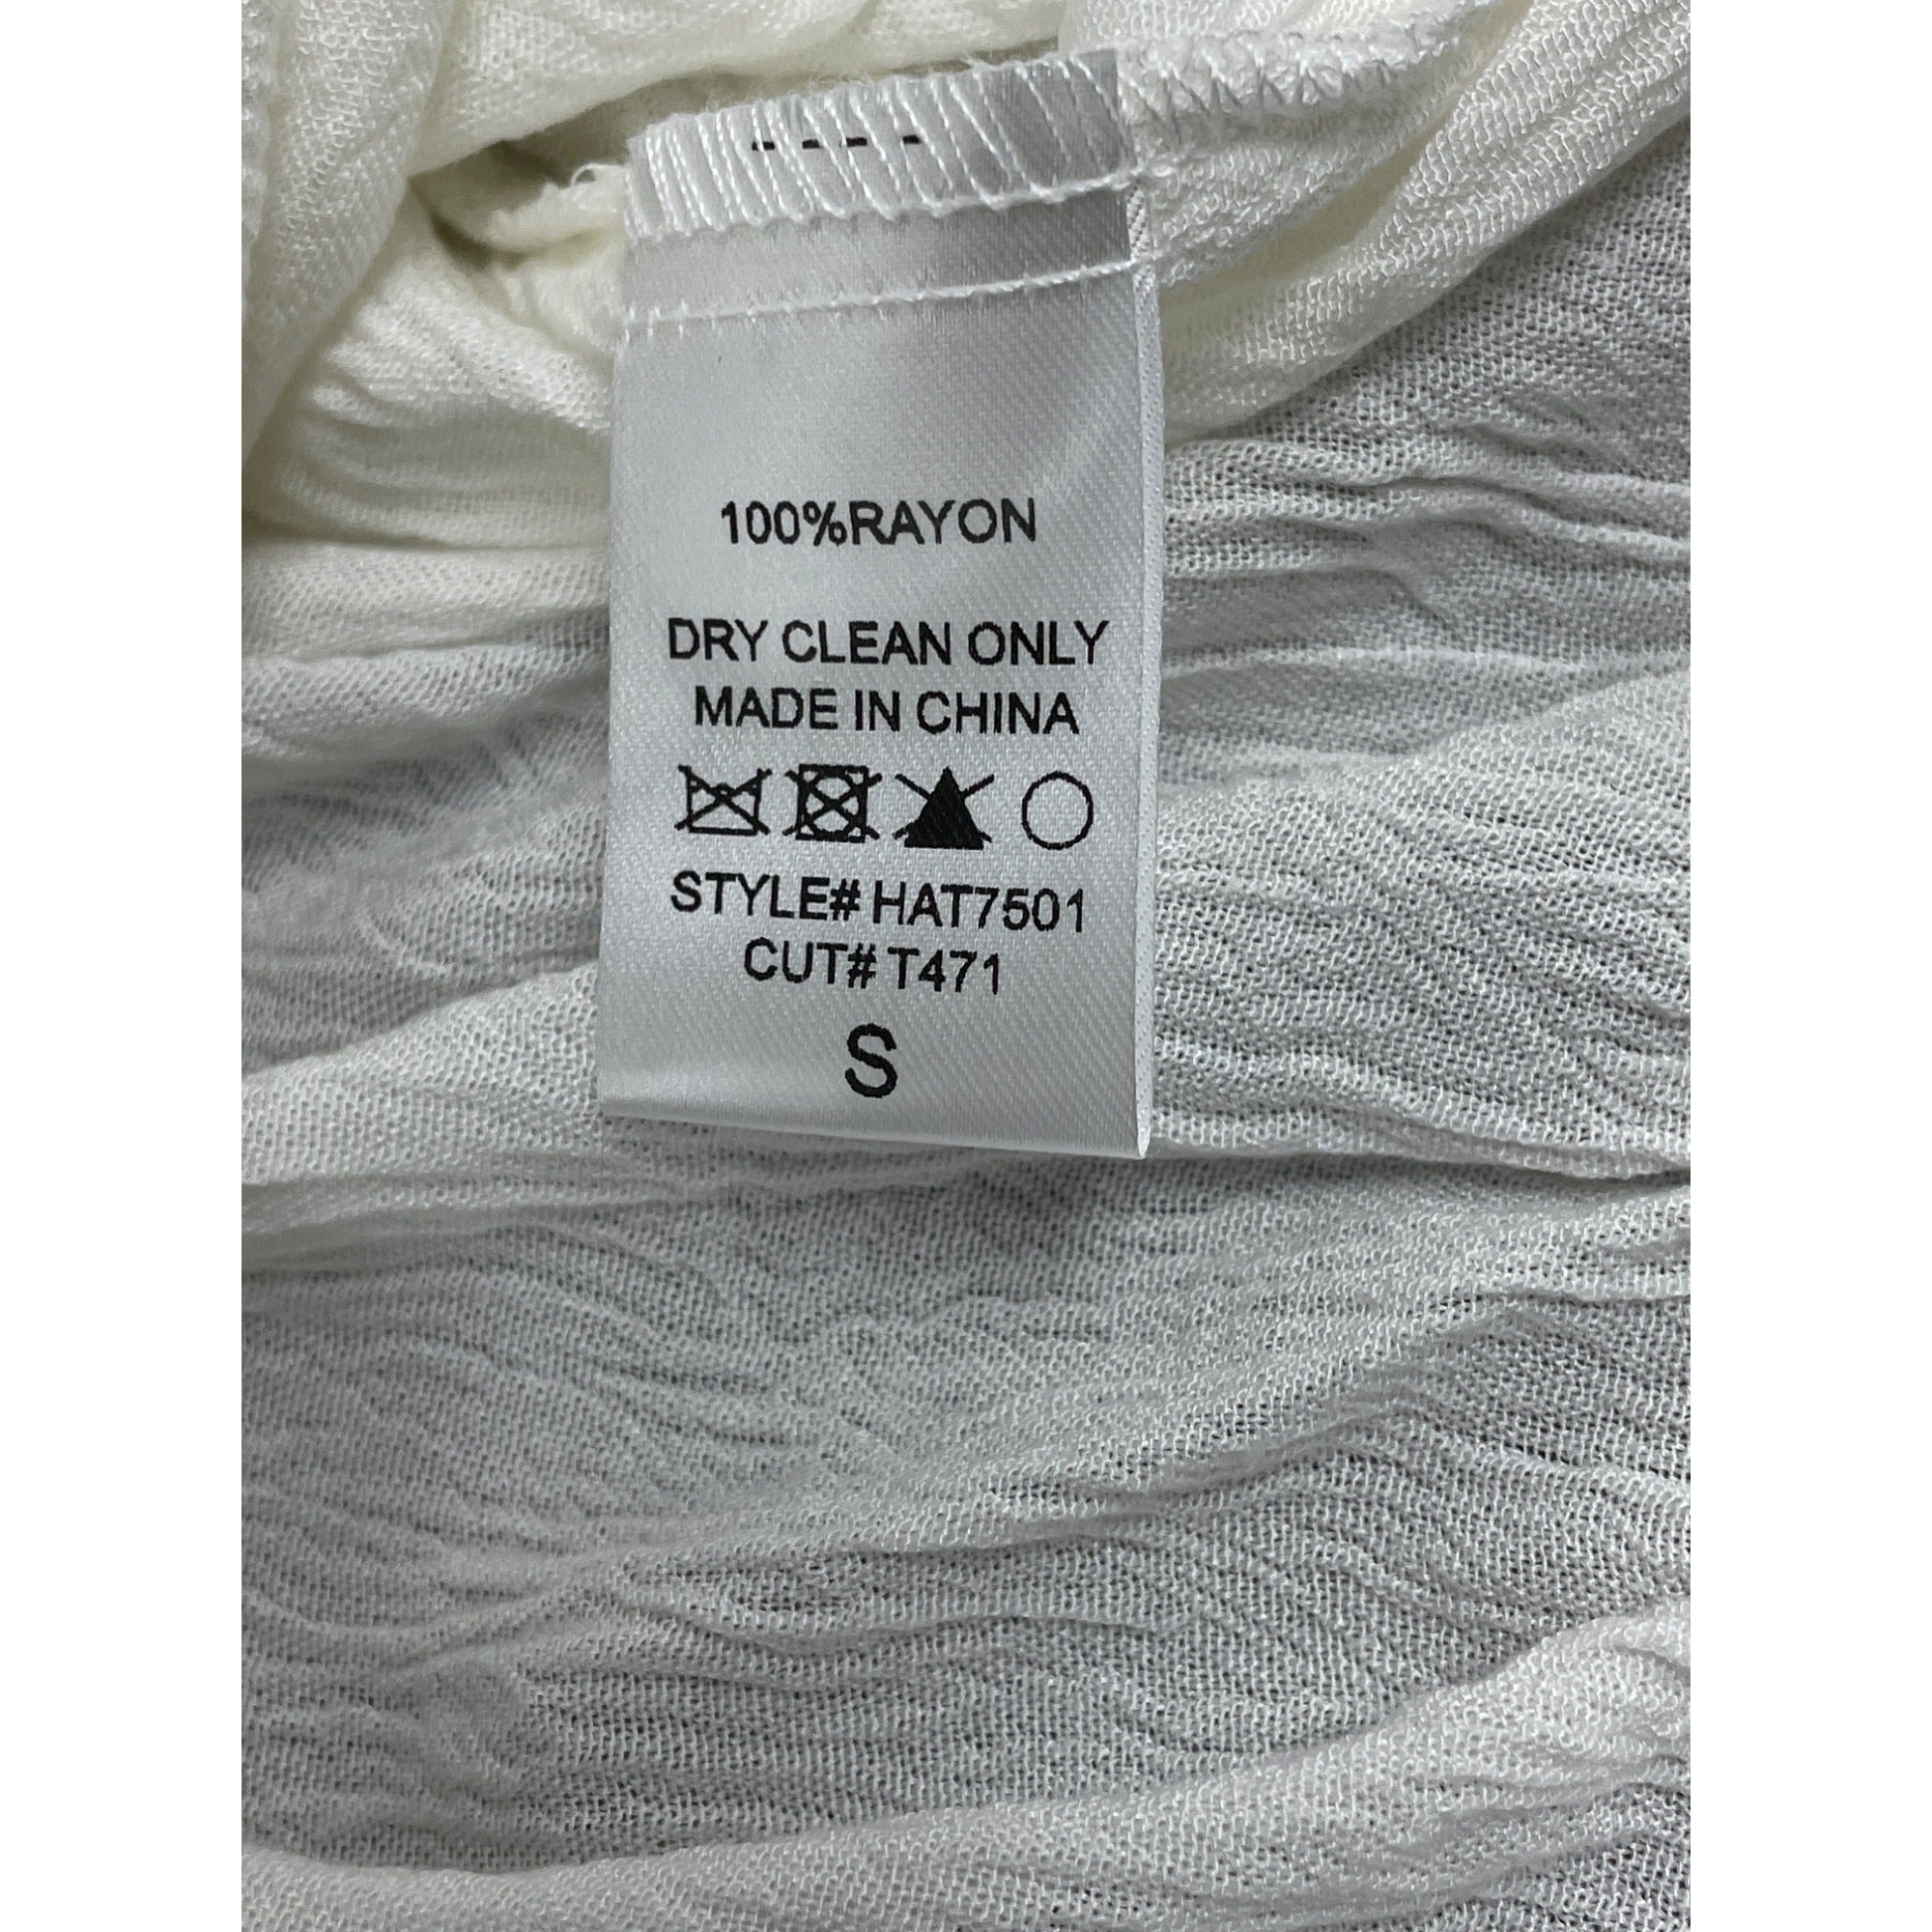 100%RAYON
DRY CLEAN ONLY
MADE IN CHINA
STYLE# HAT7501
CUT# T471
S